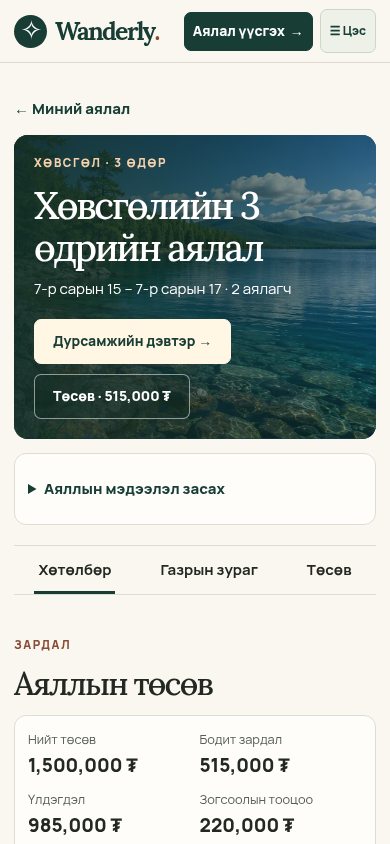 Wanderly.
Аялал үүсгэх →
☰ Цэс
← Миний аялал
ХӨВСГӨЛ · 3 ӨДӨР
Хөвсгөлийн 3
өдрийн аялал
7-р сарын 15 – 7-р сарын 17 · 2 аялагч
Дурсамжийн дэвтэр →
Төсөв · 515,000 ₮
▶ Аяллын мэдээлэл засах
Хөтөлбөр Газрын зураг Төсөв
ЗАРДАЛ
Аяллын төсөв
Нийт төсөв Бодит зардал
1,500,000 ₮ 515,000 ₮
Үлдэгдэл Зогсоолын тооцоо
985,000 ₮ 220,000 ₮